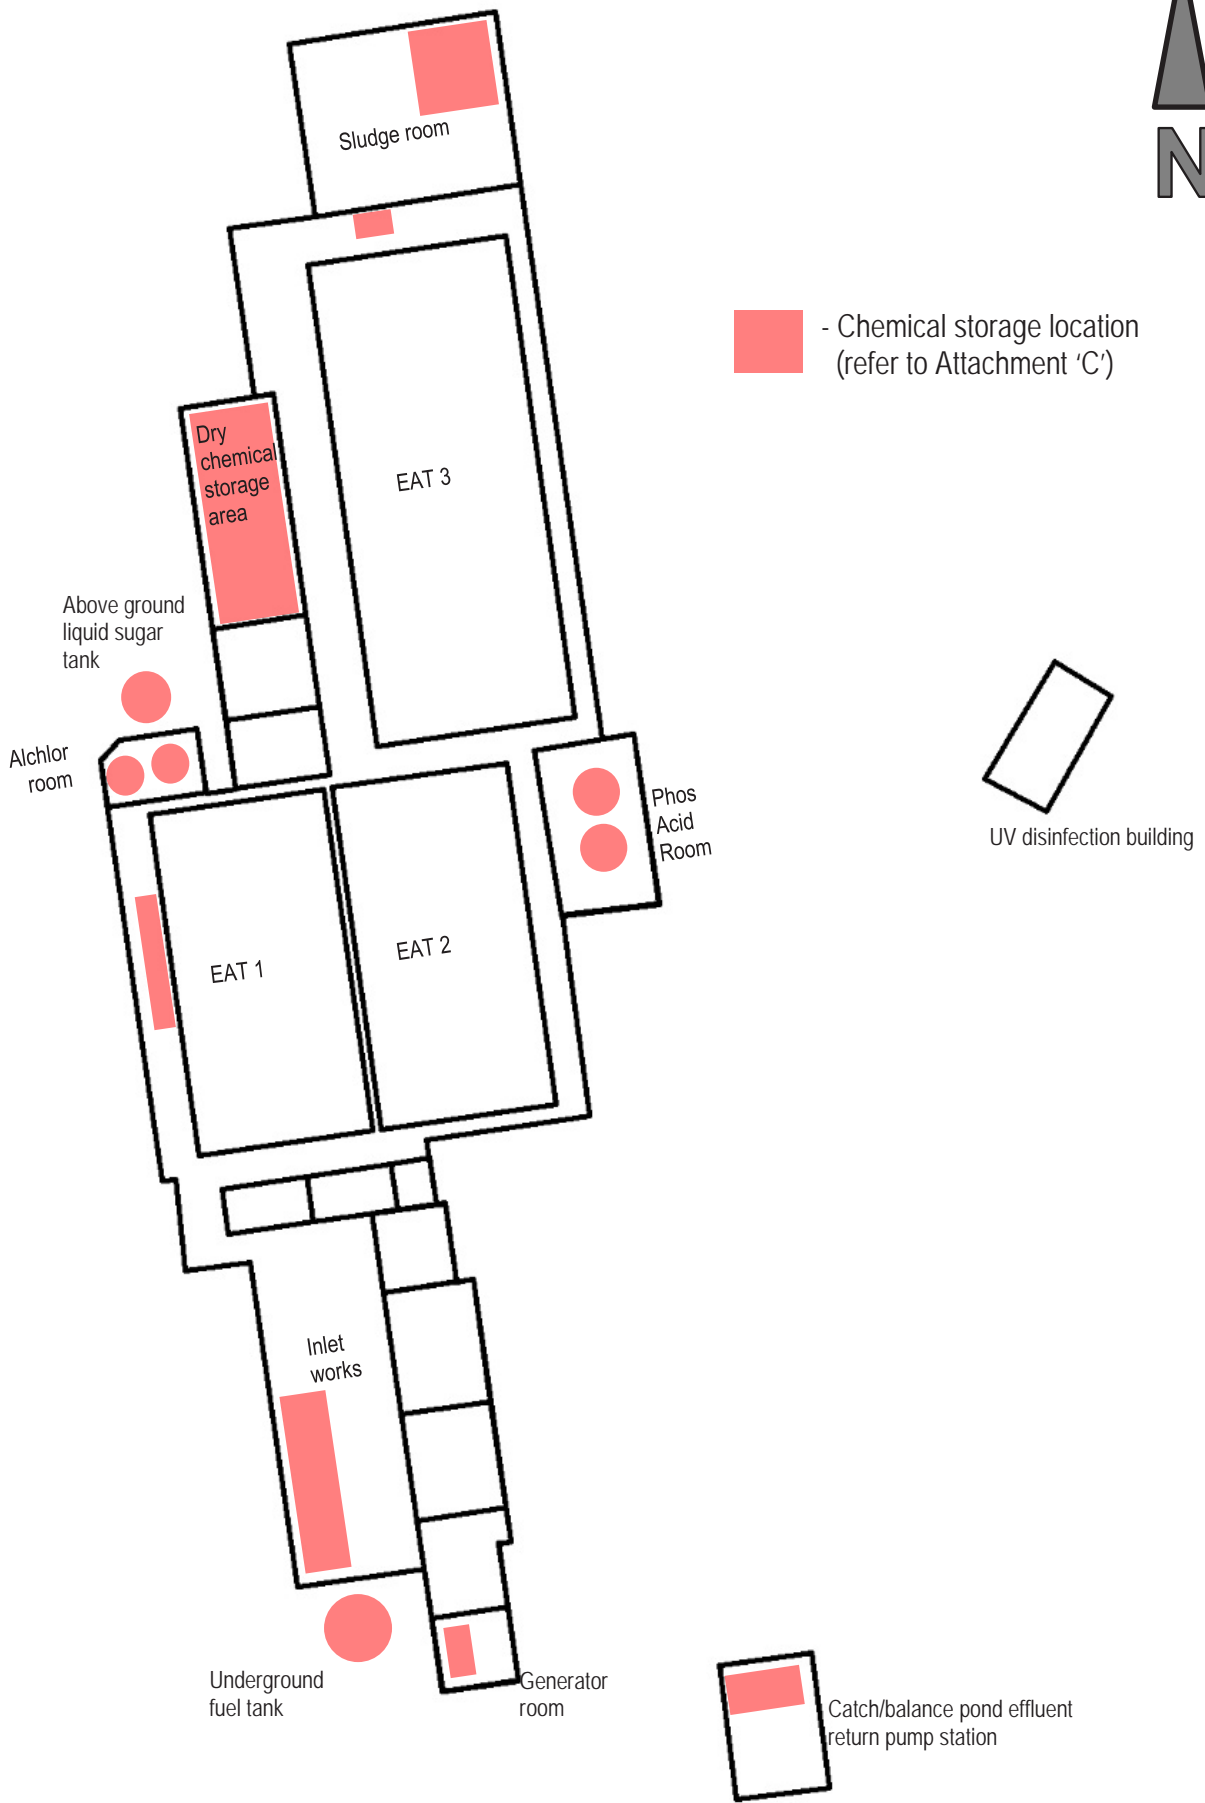 N
Sludge room
- Chemical storage location
(refer to Attachment ‘C’)
Dry
chemical
storage
area
EAT 3
Above ground
liquid sugar
tank
Alchlor
room
Phos
Acid
Room
UV disinfection building
EAT 1
EAT 2
Inlet
works
Underground
fuel tank
Generator
room
Catch/balance pond effluent
return pump station